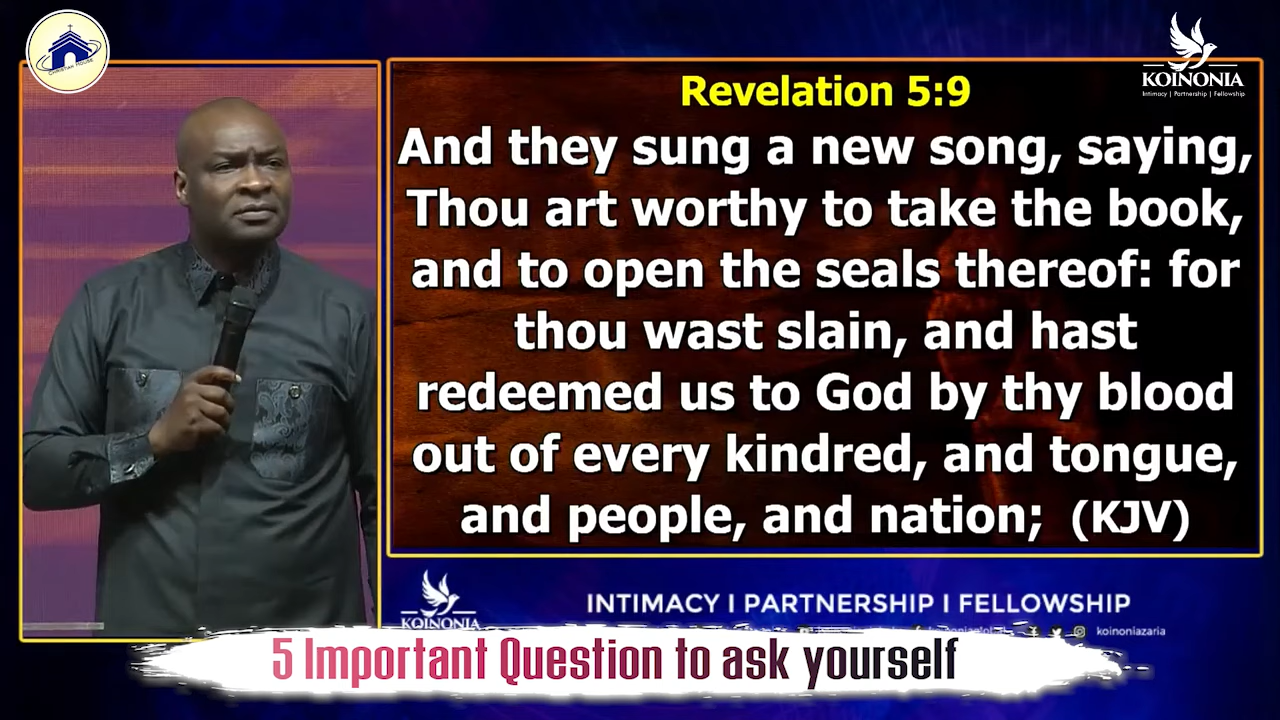 CHRISTIAN HOUSE
KOINONIA
Intimacy | Partnership | Fellowship
Revelation 5:9
And they sung a new song, saying,
Thou art worthy to take the book,
and to open the seals thereof: for
thou wast slain, and hast
redeemed us to God by thy blood
out of every kindred, and tongue,
and people, and nation; (KJV)
KOINONIA
INTIMACY I PARTNERSHIP I FELLOWSHIP
koinoniazaria
5 Important Question to ask yourself